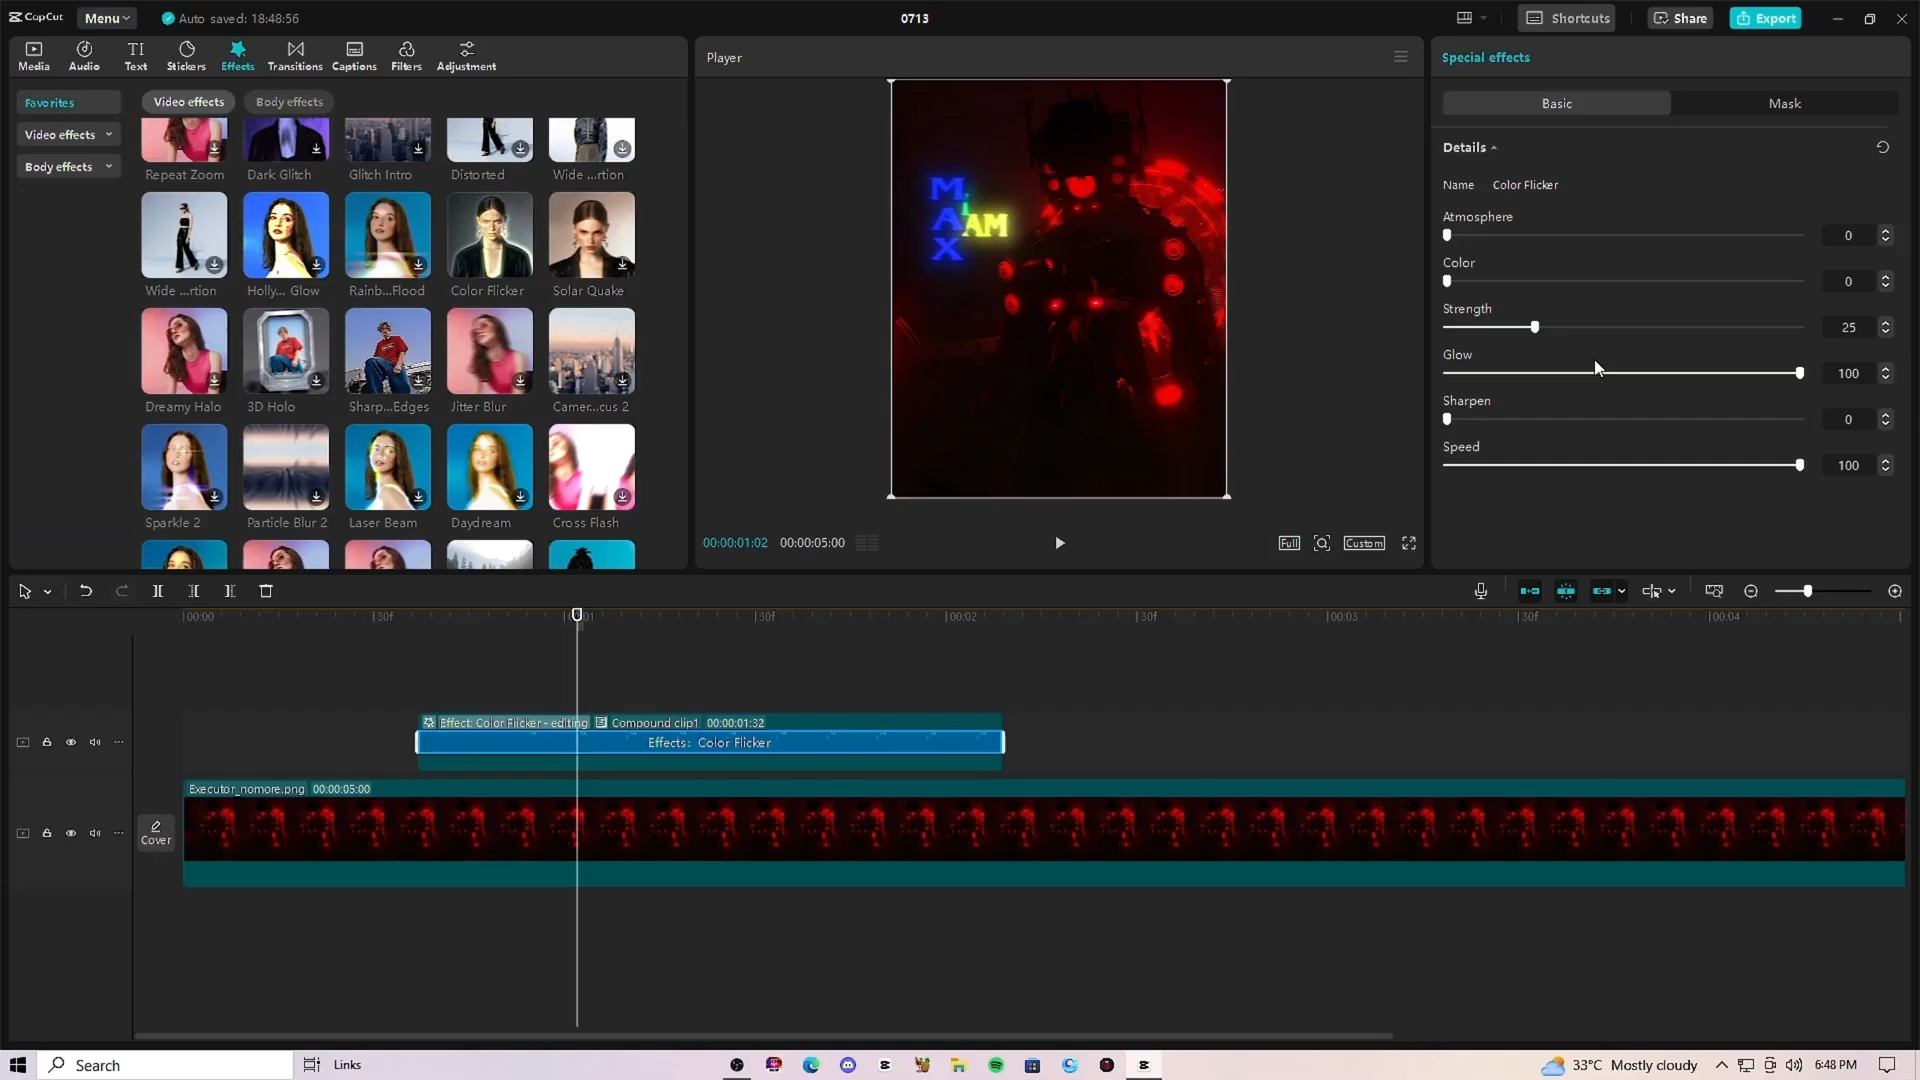 CapCut
Menu
Auto saved: 18:48:56
0713
Shortcuts
Share
Export
Media
Audio
TI
Text
Stickers
Effects
Transitions
Captions
Filters
Adjustment
Favorites
Video effects
Body effects
Video effects
Body effects
Repeat Zoom
Dark Glitch
Glitch Intro
Distorted
Wide ...rtion
Wide ...rtion
Holly... Glow
Rainb...Flood
Color Flicker
Solar Quake
Dreamy Halo
3D Holo
Sharp...Edges
Jitter Blur
Camer...cus 2
Sparkle 2
Particle Blur 2
Laser Beam
Daydream
Cross Flash
Player
M,
A
X
i
AM
00:00:01:02
00:00:05:00
Full
Custom
Special effects
Basic
Mask
Details
Name
Color Flicker
Atmosphere
0
Color
0
Strength
25
Glow
100
Sharpen
0
Speed
100
00:00
30f
00:01
30f
00:02
30f
00:03
30f
00:04
Effect: Color Flicker - editing
Compound clip1
00:00:01:32
Effects: Color Flicker
Executor_nomore.png
00:00:05:00
Cover
Search
Links
33°C
Mostly cloudy
6:48 PM